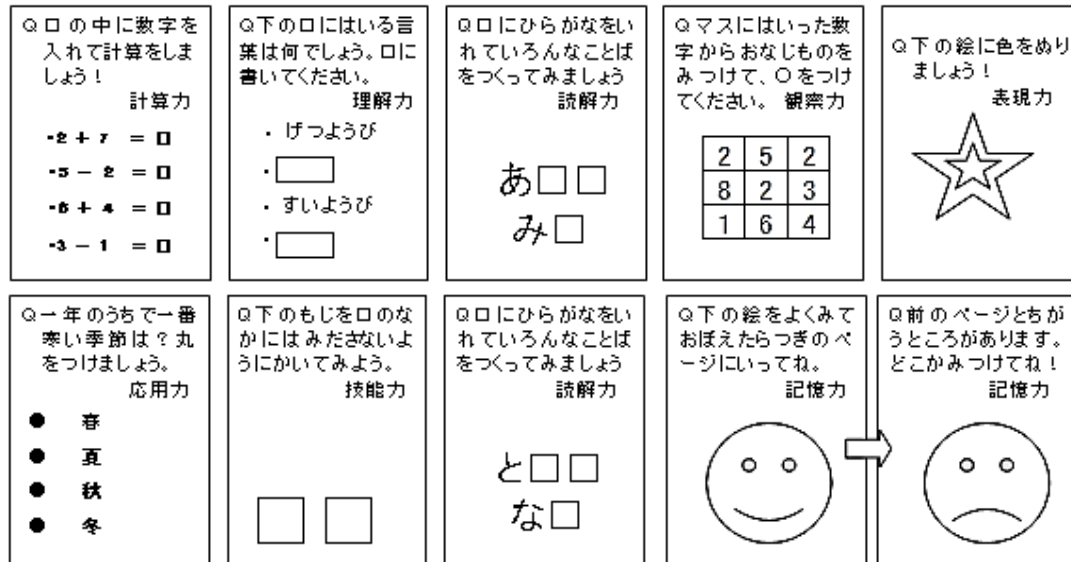 Q口の中に数字を
入れて計算をしま
しょう！
計算力
・2 + 7 = □
・5 － 2 = □
・6 + 4 = □
・3 － 1 = □
Q下の口にはいる言
葉は何でしょう。口に
書いてください。
理解力
・ げつようび
・ □
・ すいようび
・ □
Q口にひらがなをい
れていろんなことば
をつくってみましょう
読解力
あ□□
み□
Qマスにはいった数
字からおなじものを
みつけて、○をつけ
てください。 観察力
2 5 2
8 2 3
1 6 4
Q下の絵に色をぬり
ましょう！
表現力
Q一年のうちで一番
寒い季節は？丸
をつけましょう。
応用力
● 春
● 夏
● 秋
● 冬
Q下のもじを口のな
かにはみださないよ
うにかいてみよう。
技能力
Q口にひらがなをい
れていろんなことば
をつくってみましょう
読解力
と□□
な□
Q下の絵をよくみて
おぼえたらつぎのペ
ージにいってね。
記憶力
Q前のページとちが
うところがあります。
どこかみつけてね！
記憶力